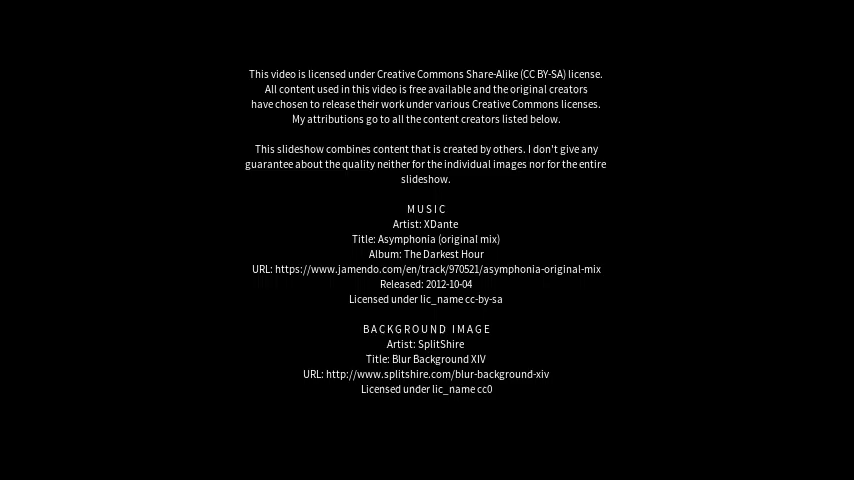 This video is licensed under Creative Commons Share-Alike (CC BY-SA) license.
All content used in this video is free available and the original creators
have chosen to release their work under various Creative Commons licenses.
My attributions go to all the content creators listed below.
This slideshow combines content that is created by others. I don't give any
guarantee about the quality neither for the individual images nor for the entire
slideshow.
MUSIC
Artist: XDante
Title: Asymphonia (original mix)
Album: The Darkest Hour
URL: https://www.jamendo.com/en/track/970521/asymphonia-original-mix
Released: 2012-10-04
Licensed under lic_name cc-by-sa
BACKGROUND IMAGE
Artist: SplitShire
Title: Blur Background XIV
URL: http://www.splitshire.com/blur-background-xiv
Licensed under lic_name cc0